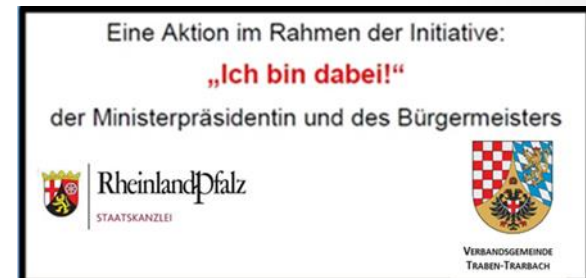 Eine Aktion im Rahmen der Initiative:
„Ich bin dabei!“
der Ministerpräsidentin und des Bürgermeisters
RheinlandPfalz
STAATSKANZLEI
VERBANDSGEMEINDE
TRABEN-TRARBACH